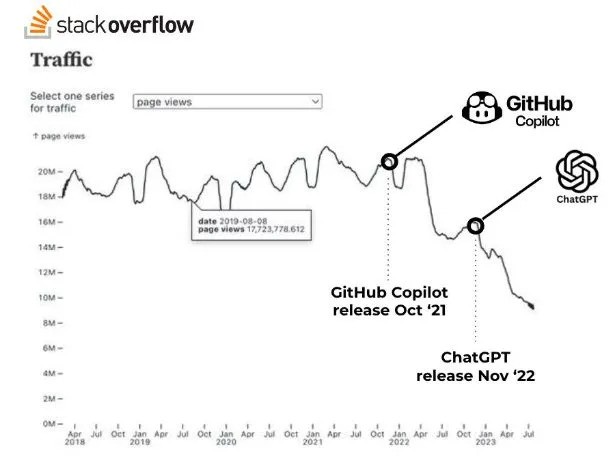 stackoverflow
Traffic
Select one series
for traffic
page views
↑ page views
20M
18M
16M
14M
12M
10M
8M
6M
4M
2M
0M
date 2019-08-08
page views 17,723,778.612
GitHub
Copilot
ChatGPT
GitHub Copilot
release Oct ‘21
ChatGPT
release Nov ‘22
Apr Jul Oct Jan Apr Jul Oct Jan Apr Jul Oct Jan Apr Jul Oct Jan Apr Jul Oct Jan Apr Jul
2018 2019 2020 2021 2022 2023